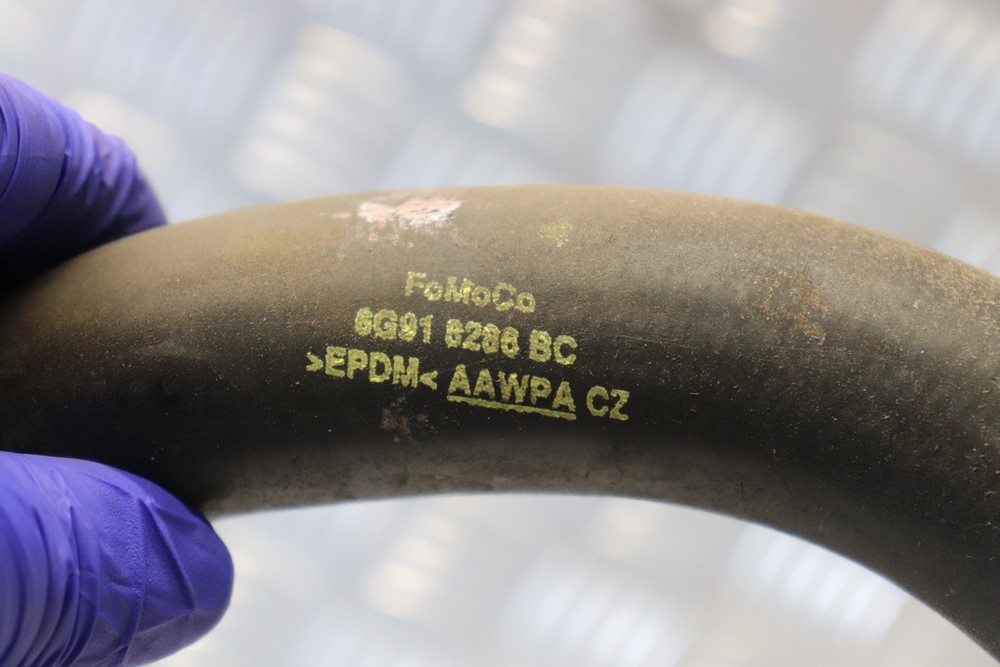 FoMoCo
6G91 8286 BC
>EPDM< AAWPA CZ